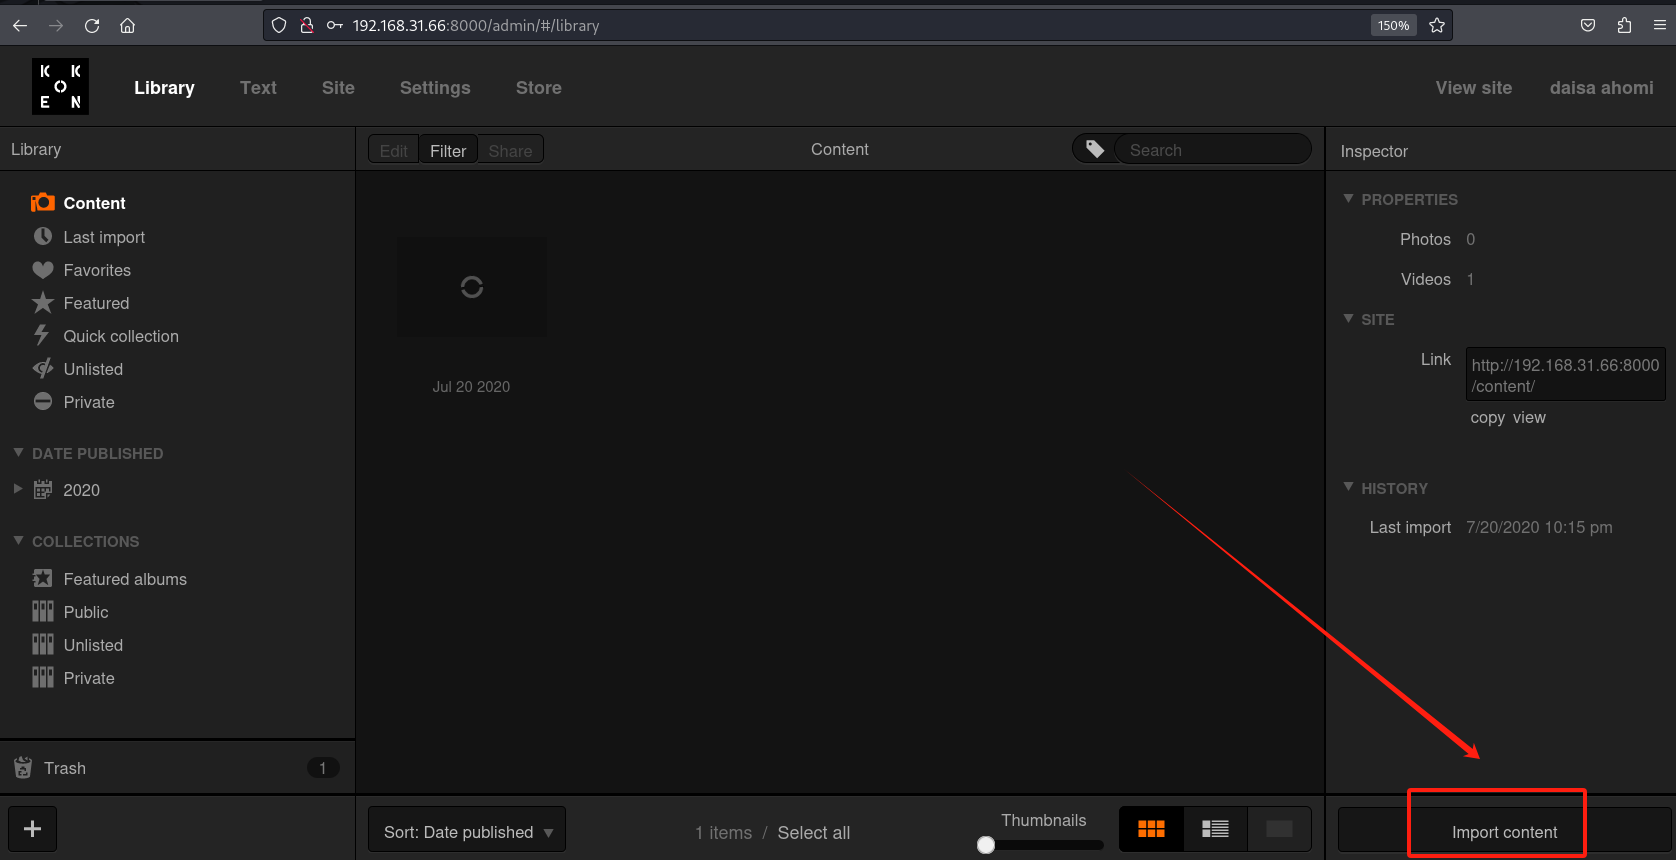 192.168.31.66:8000/admin/#/library
150%
K K
O
E N
Library
Text
Site
Settings
Store
View site
daisa ahomi
Library
Edit
Filter
Share
Content
Search
Inspector
Content
Last import
Favorites
Featured
Quick collection
Unlisted
Private
DATE PUBLISHED
2020
COLLECTIONS
Featured albums
Public
Unlisted
Private
Trash
1
Jul 20 2020
PROPERTIES
Photos 0
Videos 1
SITE
Link
http://192.168.31.66:8000
/content/
copy view
HISTORY
Last import 7/20/2020 10:15 pm
+
Sort: Date published
1 items / Select all
Thumbnails
Import content